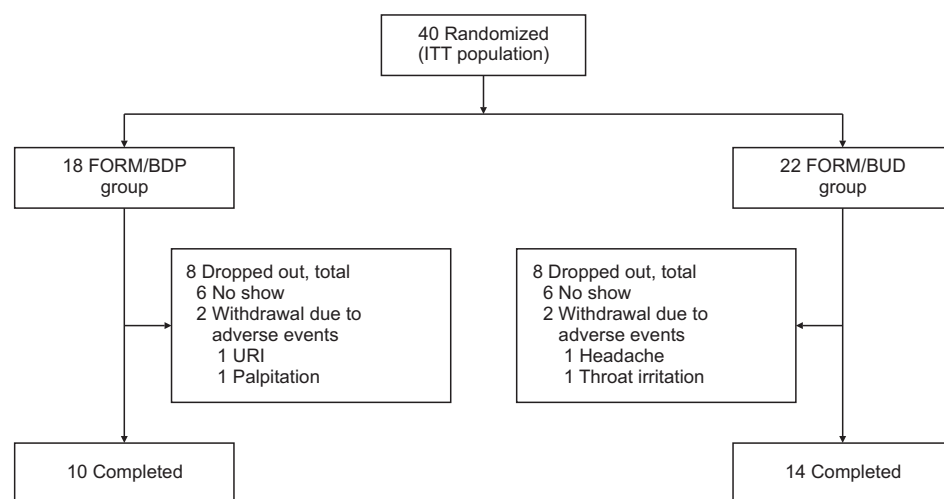 40 Randomized
(ITT population)
18 FORM/BDP
group
22 FORM/BUD
group
8 Dropped out, total
6 No show
2 Withdrawal due to
adverse events
1 URI
1 Palpitation
8 Dropped out, total
6 No show
2 Withdrawal due to
adverse events
1 Headache
1 Throat irritation
10 Completed
14 Completed